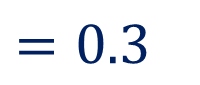 = 0.3